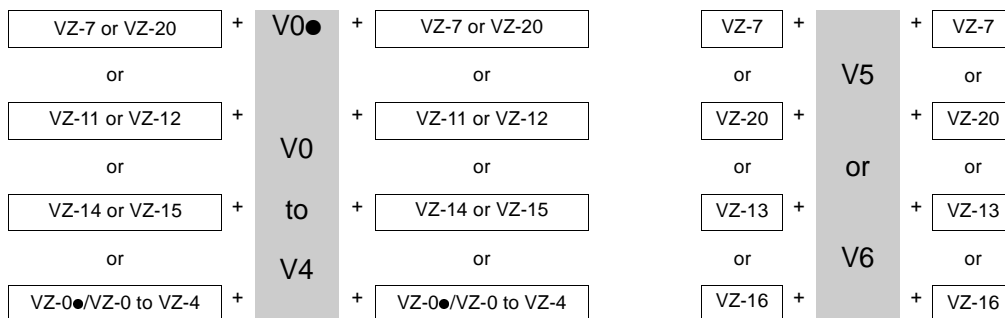 VZ-7 or VZ-20 + V0● + VZ-7 or VZ-20 VZ-7 + + VZ-7
or or or V5 or
VZ-11 or VZ-12 + + VZ-11 or VZ-12 VZ-20 + + VZ-20
V0
or or or or or
VZ-14 or VZ-15 + to + VZ-14 or VZ-15 VZ-13 + + VZ-13
or V4 or or V6 or
VZ-0●/VZ-0 to VZ-4 + + VZ-0●/VZ-0 to VZ-4 VZ-16 + + VZ-16